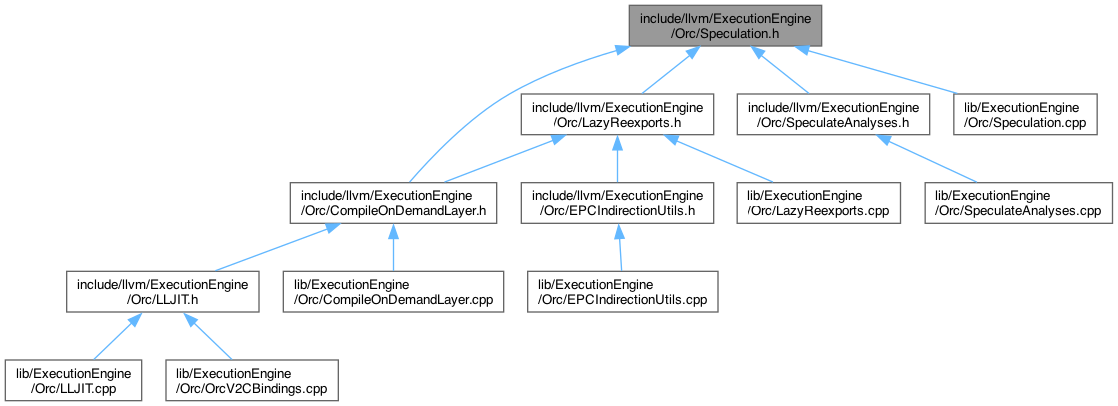 include/llvm/ExecutionEngine
/Orc/Speculation.h
include/llvm/ExecutionEngine
/Orc/LazyReexports.h
include/llvm/ExecutionEngine
/Orc/SpeculateAnalyses.h
lib/ExecutionEngine
/Orc/Speculation.cpp
include/llvm/ExecutionEngine
/Orc/CompileOnDemandLayer.h
include/llvm/ExecutionEngine
/Orc/EPCIndirectionUtils.h
lib/ExecutionEngine
/Orc/LazyReexports.cpp
lib/ExecutionEngine
/Orc/SpeculateAnalyses.cpp
include/llvm/ExecutionEngine
/Orc/LLJIT.h
lib/ExecutionEngine
/Orc/CompileOnDemandLayer.cpp
lib/ExecutionEngine
/Orc/EPCIndirectionUtils.cpp
lib/ExecutionEngine
/Orc/LLJIT.cpp
lib/ExecutionEngine
/Orc/OrcV2CBindings.cpp